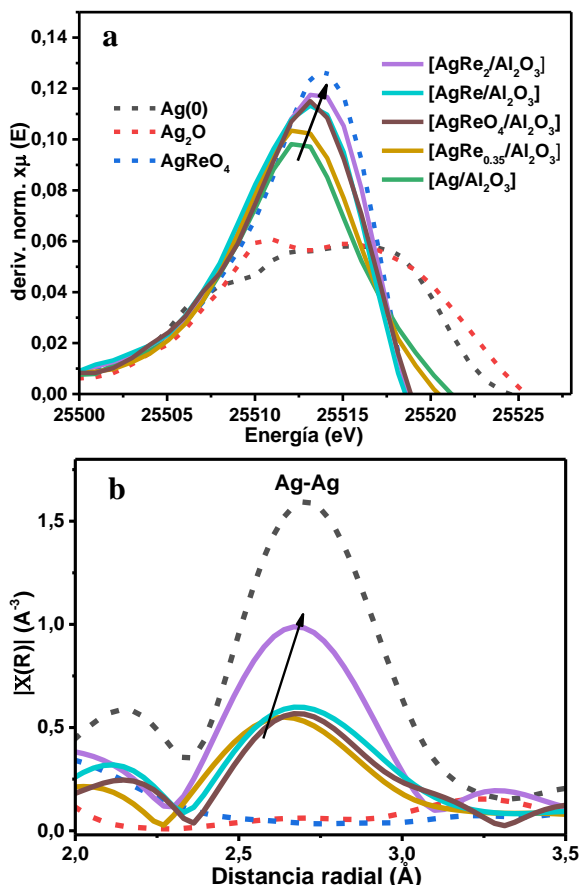 a
0,14
0,12
0,10
0,08
0,06
0,04
0,02
0,00
deriv. norm. xμ (E)
Ag(0)
Ag₂O
AgReO₄
[AgRe₂/Al₂O₃]
[AgRe/Al₂O₃]
[AgReO₄/Al₂O₃]
[AgRe₀.₃₅/Al₂O₃]
[Ag/Al₂O₃]
25500 25505 25510 25515 25520 25525
Energía (eV)
b
Ag-Ag
1,5
1,0
0,5
0,0
|X(R)| (A⁻³)
2,0 2,5 3,0 3,5
Distancia radial (Å)